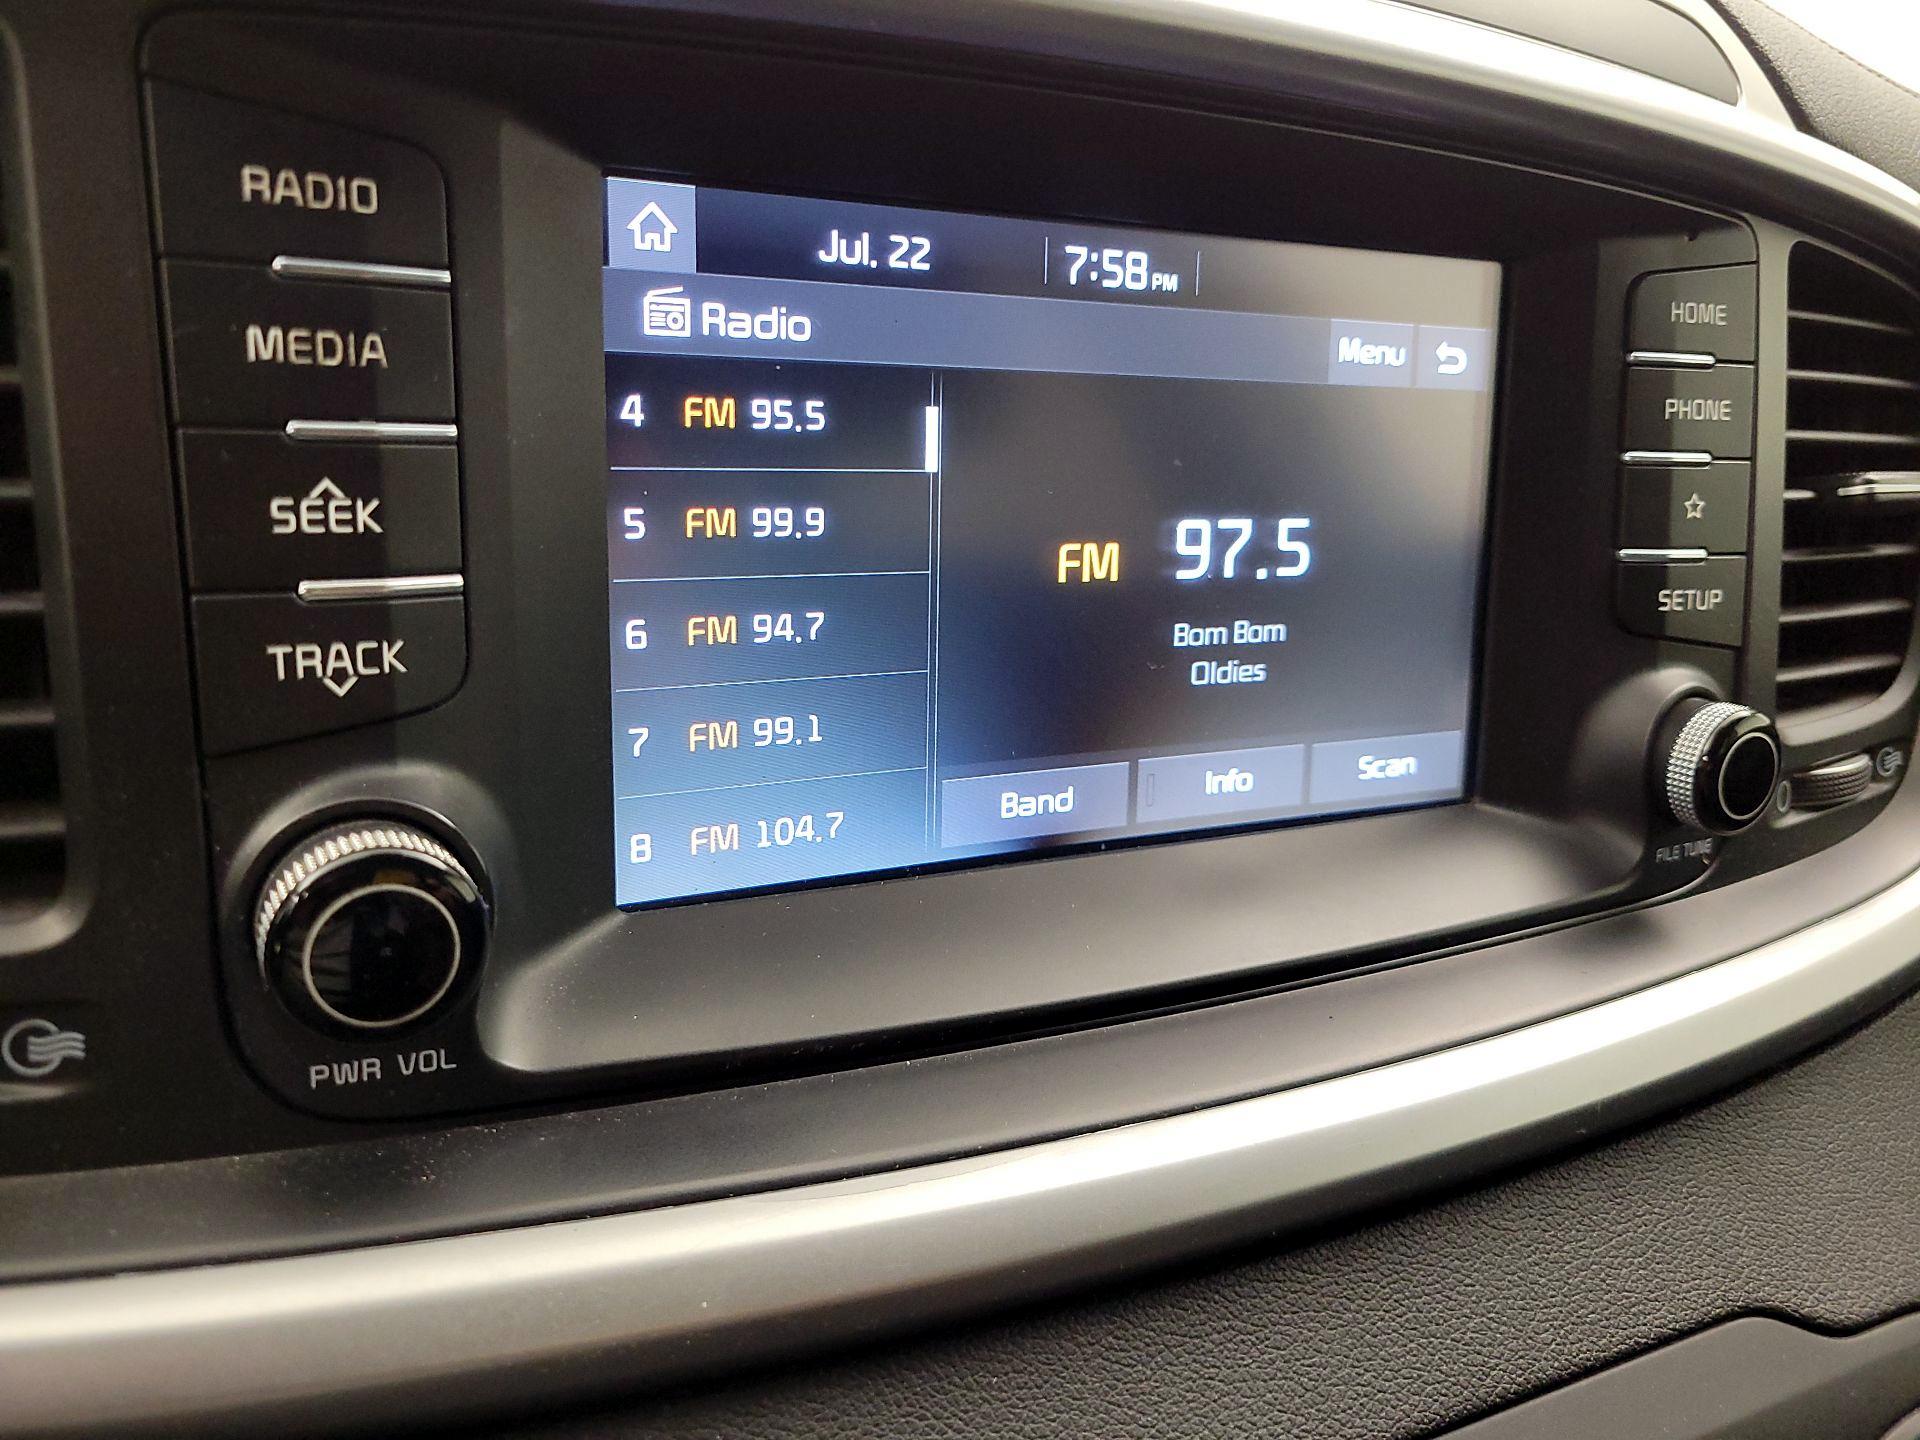 RADIO
MEDIA
SEEK
TRACK
PWR VOL
Jul. 22
7:58 PM
Radio
Menu
4 FM 95.5
5 FM 99.9
6 FM 94.7
7 FM 99.1
8 FM 104.7
FM 97.5
Bom Bom
Oldies
Band
Info
Scan
HOME
PHONE
SETUP
FILE TUNE
0